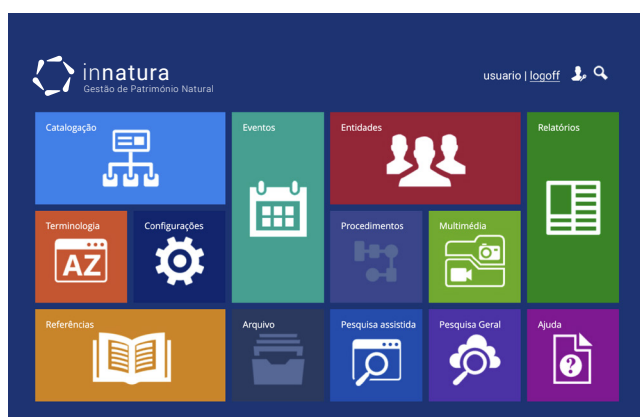 innatura
Gestão de Património Natural
usuario | logoff
Catalogação
Eventos
Entidades
Relatórios
Terminologia
AZ
Configurações
Procedimentos
Multimédia
Referências
Arquivo
Pesquisa assistida
Pesquisa Geral
Ajuda
?